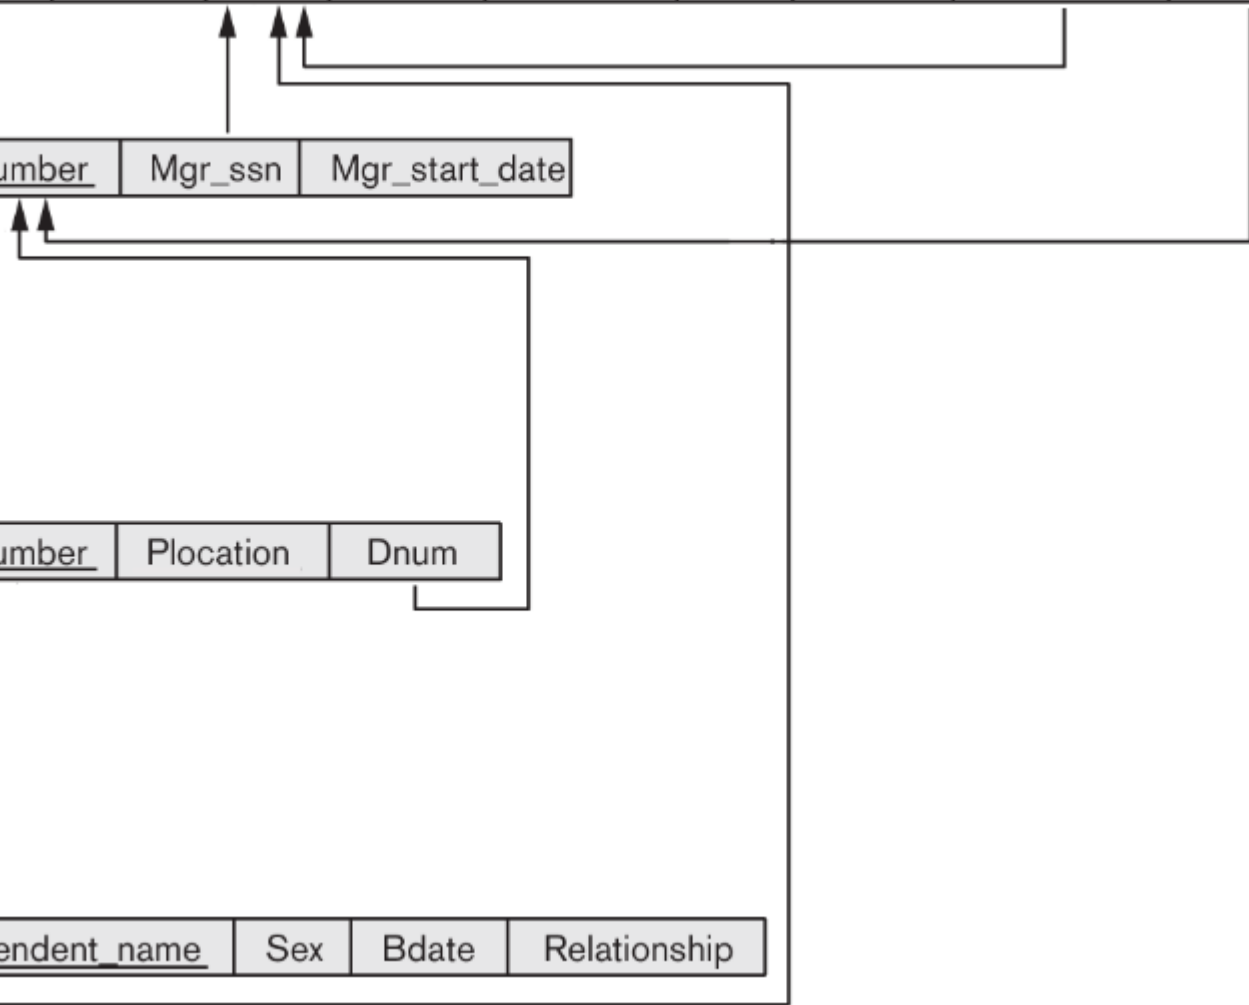 umber Mgr_ssn Mgr_start_date
umber Plocation Dnum
endent_name Sex Bdate Relationship